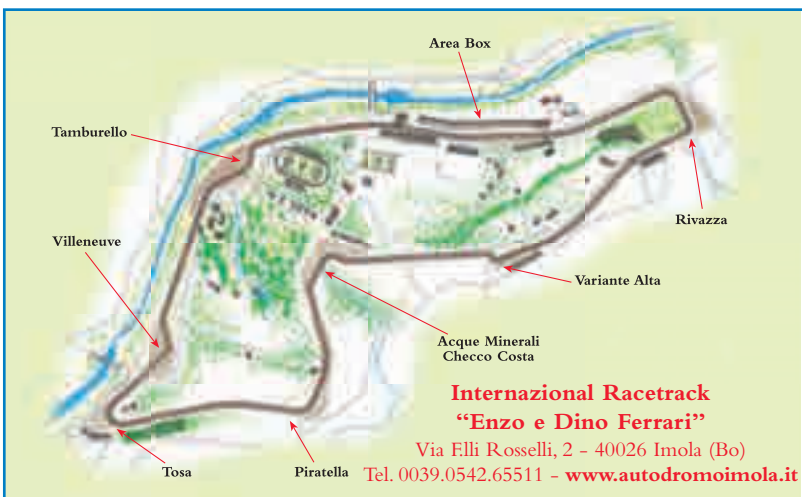 Area Box
Tamburello
Rivazza
Villeneuve
Variante Alta
Acque Minerali
Checco Costa
Internazional Racetrack
“Enzo e Dino Ferrari”
Via F.lli Rosselli, 2 - 40026 Imola (Bo)
Tosa
Piratella
Tel. 0039.0542.65511 - www.autodromoimola.it